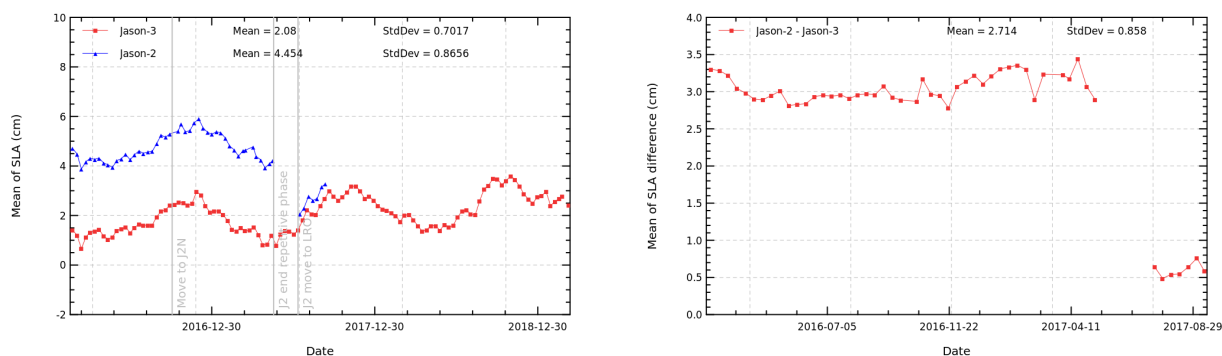 10
8
6
4
2
0
-2
Mean of SLA (cm)
Jason-3 Mean = 2.08 StdDev = 0.7017
Jason-2 Mean = 4.454 StdDev = 0.8656
Move to J2N
J2 end repetitive phase
J2 move to LRO
2016-12-30 2017-12-30 2018-12-30
Date
4.0
3.5
3.0
2.5
2.0
1.5
1.0
0.5
0.0
Mean of SLA difference (cm)
Jason-2 - Jason-3 Mean = 2.714 StdDev = 0.858
2016-07-05 2016-11-22 2017-04-11 2017-08-29
Date